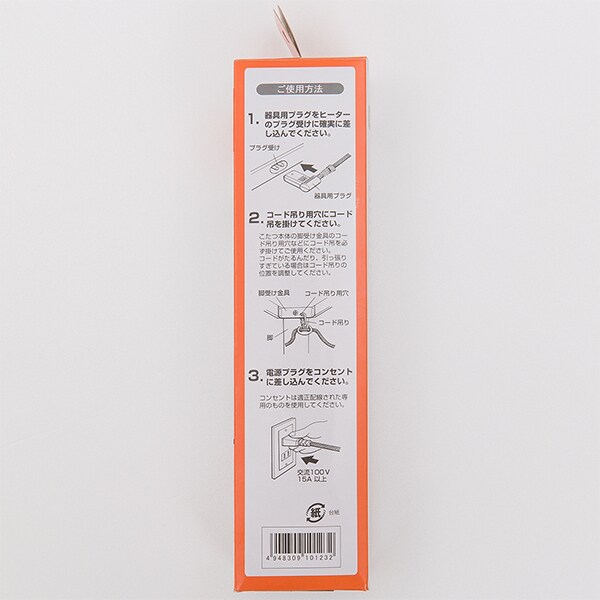 ご使用方法
1. 器具用プラグをヒーター
のプラグ受けに確実に差
し込んでください。
プラグ受け
器具用プラグ
2. コード吊り用穴にコード
吊を掛けてください。
こたつ本体の脚受け金具のコー
ド吊り用穴などにコード吊を必
ず掛けてご使用ください。
コードがたるんだり、引っ張り
すぎている場合はコード吊りの
位置を調整してください。
脚受け金具
コード吊り用穴
コード吊り
脚
3. 電源プラグをコンセント
に差し込んでください。
コンセントは適正配線された専
用のものを使用してください。
交流100V
15A 以上
紙
台紙
4 948309 101232